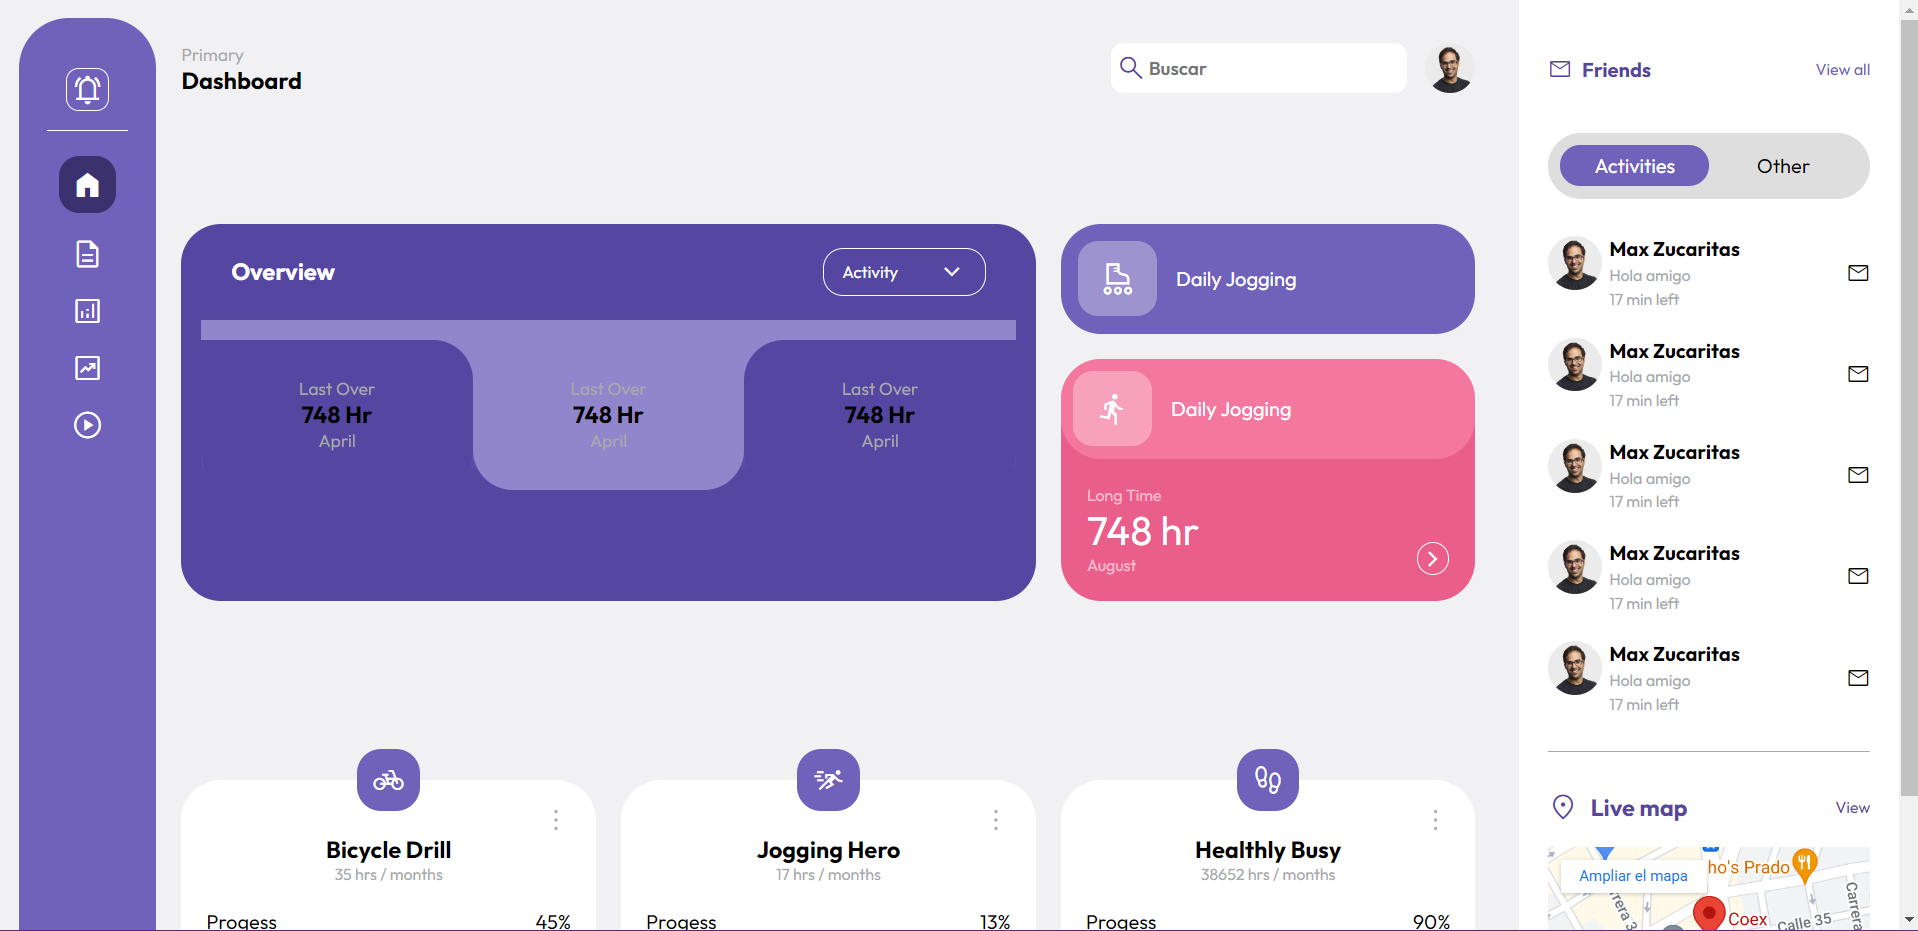 Primary
Dashboard
Buscar
Overview
Activity
Last Over
748 Hr
April
Last Over
748 Hr
April
Last Over
748 Hr
April
Daily Jogging
Daily Jogging
Long Time
748 hr
August
Bicycle Drill
35 hrs / months
Progess
45%
Jogging Hero
17 hrs / months
Progess
13%
Healthly Busy
38652 hrs / months
Progess
90%
Friends
View all
Activities
Other
Max Zucaritas
Hola amigo
17 min left
Max Zucaritas
Hola amigo
17 min left
Max Zucaritas
Hola amigo
17 min left
Max Zucaritas
Hola amigo
17 min left
Max Zucaritas
Hola amigo
17 min left
Live map
View
Ampliar el mapa
ho's Prado
Coex
Calle 35
Carrera
rrera 3